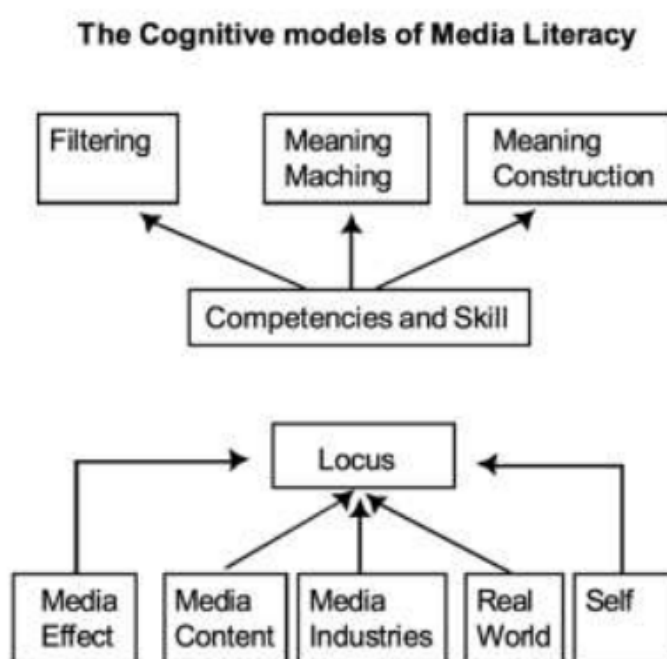 The Cognitive models of Media Literacy
Filtering
Meaning
Maching
Meaning
Construction
Competencies and Skill
Locus
Media
Effect
Media
Content
Media
Industries
Real
World
Self